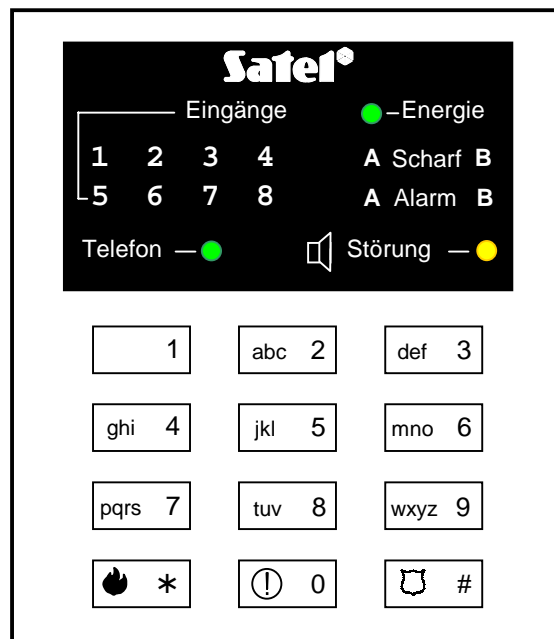 Satel®
Eingänge Energie
1 2 3 4 A Scharf B
5 6 7 8 A Alarm B
Telefon Störung
1 abc 2 def 3
ghi 4 jkl 5 mno 6
pqrs 7 tuv 8 wxyz 9
* ! 0 #